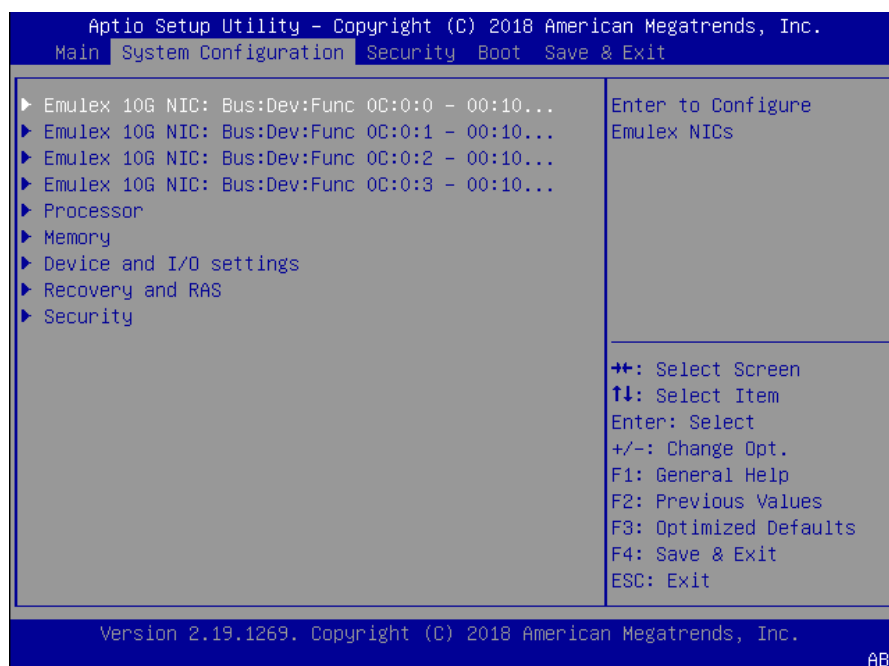 Aptio Setup Utility – Copyright (C) 2018 American Megatrends, Inc.
Main System Configuration Security Boot Save & Exit
▶ Emulex 10G NIC: Bus:Dev:Func 0C:0:0 - 00:10...
▶ Emulex 10G NIC: Bus:Dev:Func 0C:0:1 - 00:10...
▶ Emulex 10G NIC: Bus:Dev:Func 0C:0:2 - 00:10...
▶ Emulex 10G NIC: Bus:Dev:Func 0C:0:3 - 00:10...
▶ Processor
▶ Memory
▶ Device and I/O settings
▶ Recovery and RAS
▶ Security
Enter to Configure
Emulex NICs
→←: Select Screen
↑↓: Select Item
Enter: Select
+/-: Change Opt.
F1: General Help
F2: Previous Values
F3: Optimized Defaults
F4: Save & Exit
ESC: Exit
Version 2.19.1269. Copyright (C) 2018 American Megatrends, Inc.
AB